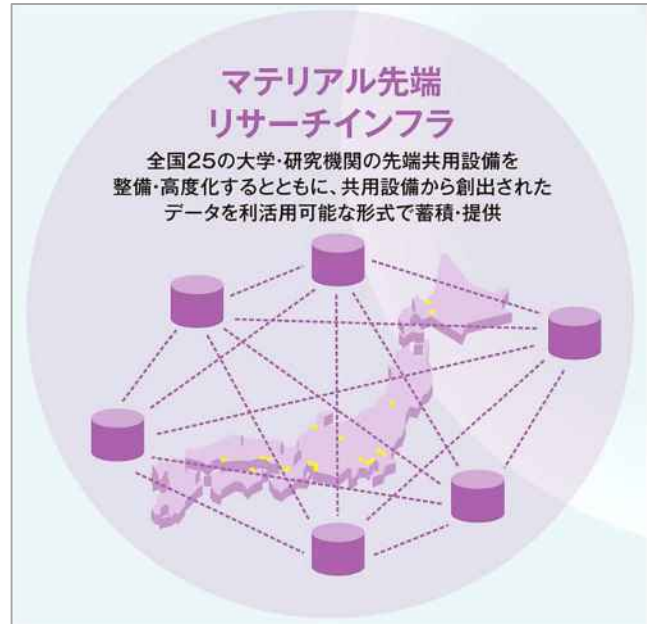 マテリアル先端
リサーチインフラ
全国25の大学・研究機関の先端共用設備を
整備・高度化するとともに、共用設備から創出された
データを利活用可能な形式で蓄積・提供